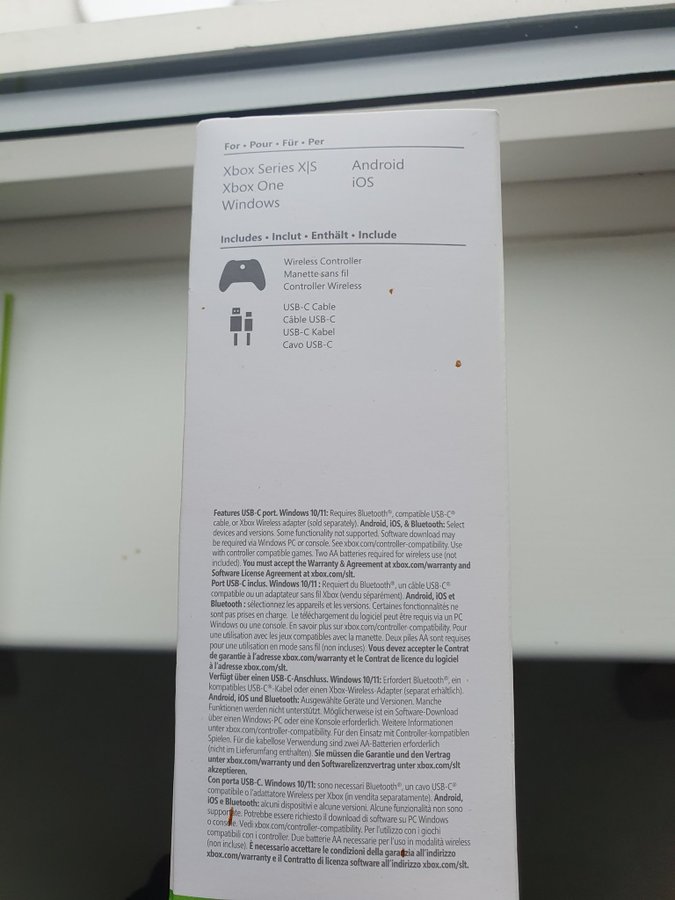 For • Pour • Für • Per
Xbox Series X|S
Xbox One
Windows
Android
iOS
Includes • Inclut • Enthält • Include
Wireless Controller
Manette sans fil
Controller Wireless
USB-C Cable
Câble USB-C
USB-C Kabel
Cavo USB-C
Features USB-C port. Windows 10/11: Requires Bluetooth®, compatible USB-C®
cable, or Xbox Wireless adapter (sold separately). Android, iOS, & Bluetooth: Select
devices and versions. Some functionality not supported. Software download may
be required via Windows PC or console. See xbox.com/controller-compatibility. Use
with controller compatible games. Two AA batteries required for wireless use (not
included). You must accept the Warranty & Agreement at xbox.com/warranty and
Software License Agreement at xbox.com/slt.
Port USB-C inclus. Windows 10/11 : Requiert du Bluetooth®, un câble USB-C®
compatible ou un adaptateur sans fil Xbox (vendu séparément). Android, iOS et
Bluetooth : sélectionnez les appareils et les versions. Certaines fonctionnalités ne
sont pas prises en charge. Le téléchargement du logiciel peut être requis via un PC
Windows ou une console. En savoir plus sur xbox.com/controller-compatibility. Pour
une utilisation avec les jeux compatibles avec la manette. Deux piles AA sont requises
pour une utilisation en mode sans fil (non incluses). Vous devez accepter le Contrat
de garantie à l'adresse xbox.com/warranty et le Contrat de licence du logiciel
à l'adresse xbox.com/slt.
Verfügt über einen USB-C-Anschluss. Windows 10/11: Erfordert Bluetooth®, ein
kompatibles USB-C®-Kabel oder einen Xbox-Wireless-Adapter (separat erhältlich).
Android, iOS und Bluetooth: Ausgewählte Geräte und Versionen. Manche
Funktionen werden nicht unterstützt. Möglicherweise ist ein Software-Download
über einen Windows-PC oder eine Konsole erforderlich. Weitere Informationen
unter xbox.com/controller-compatibility. Für den Einsatz mit Controller-kompatiblen
Spielen. Für die kabellose Verwendung sind zwei AA-Batterien erforderlich
(nicht im Lieferumfang enthalten). Sie müssen die Garantie und den Vertrag
unter xbox.com/warranty und den Softwarelizenzvertrag unter xbox.com/slt
akzeptieren.
Con porta USB-C. Windows 10/11: sono necessari Bluetooth®, un cavo USB-C®
compatibile o l'adattatore Wireless per Xbox (in vendita separatamente). Android,
iOS e Bluetooth: alcuni dispositivi e alcune versioni. Alcune funzionalità non sono
supportate. Potrebbe essere richiesto il download di software su PC Windows
o console. Vedi xbox.com/controller-compatibility. Per l'utilizzo con i giochi
compatibili con i controller. Due batterie AA necessarie per l'uso in modalità wireless
(non incluse). È necessario accettare le condizioni della garanzia all'indirizzo
xbox.com/warranty e il Contratto di licenza software all'indirizzo xbox.com/slt.